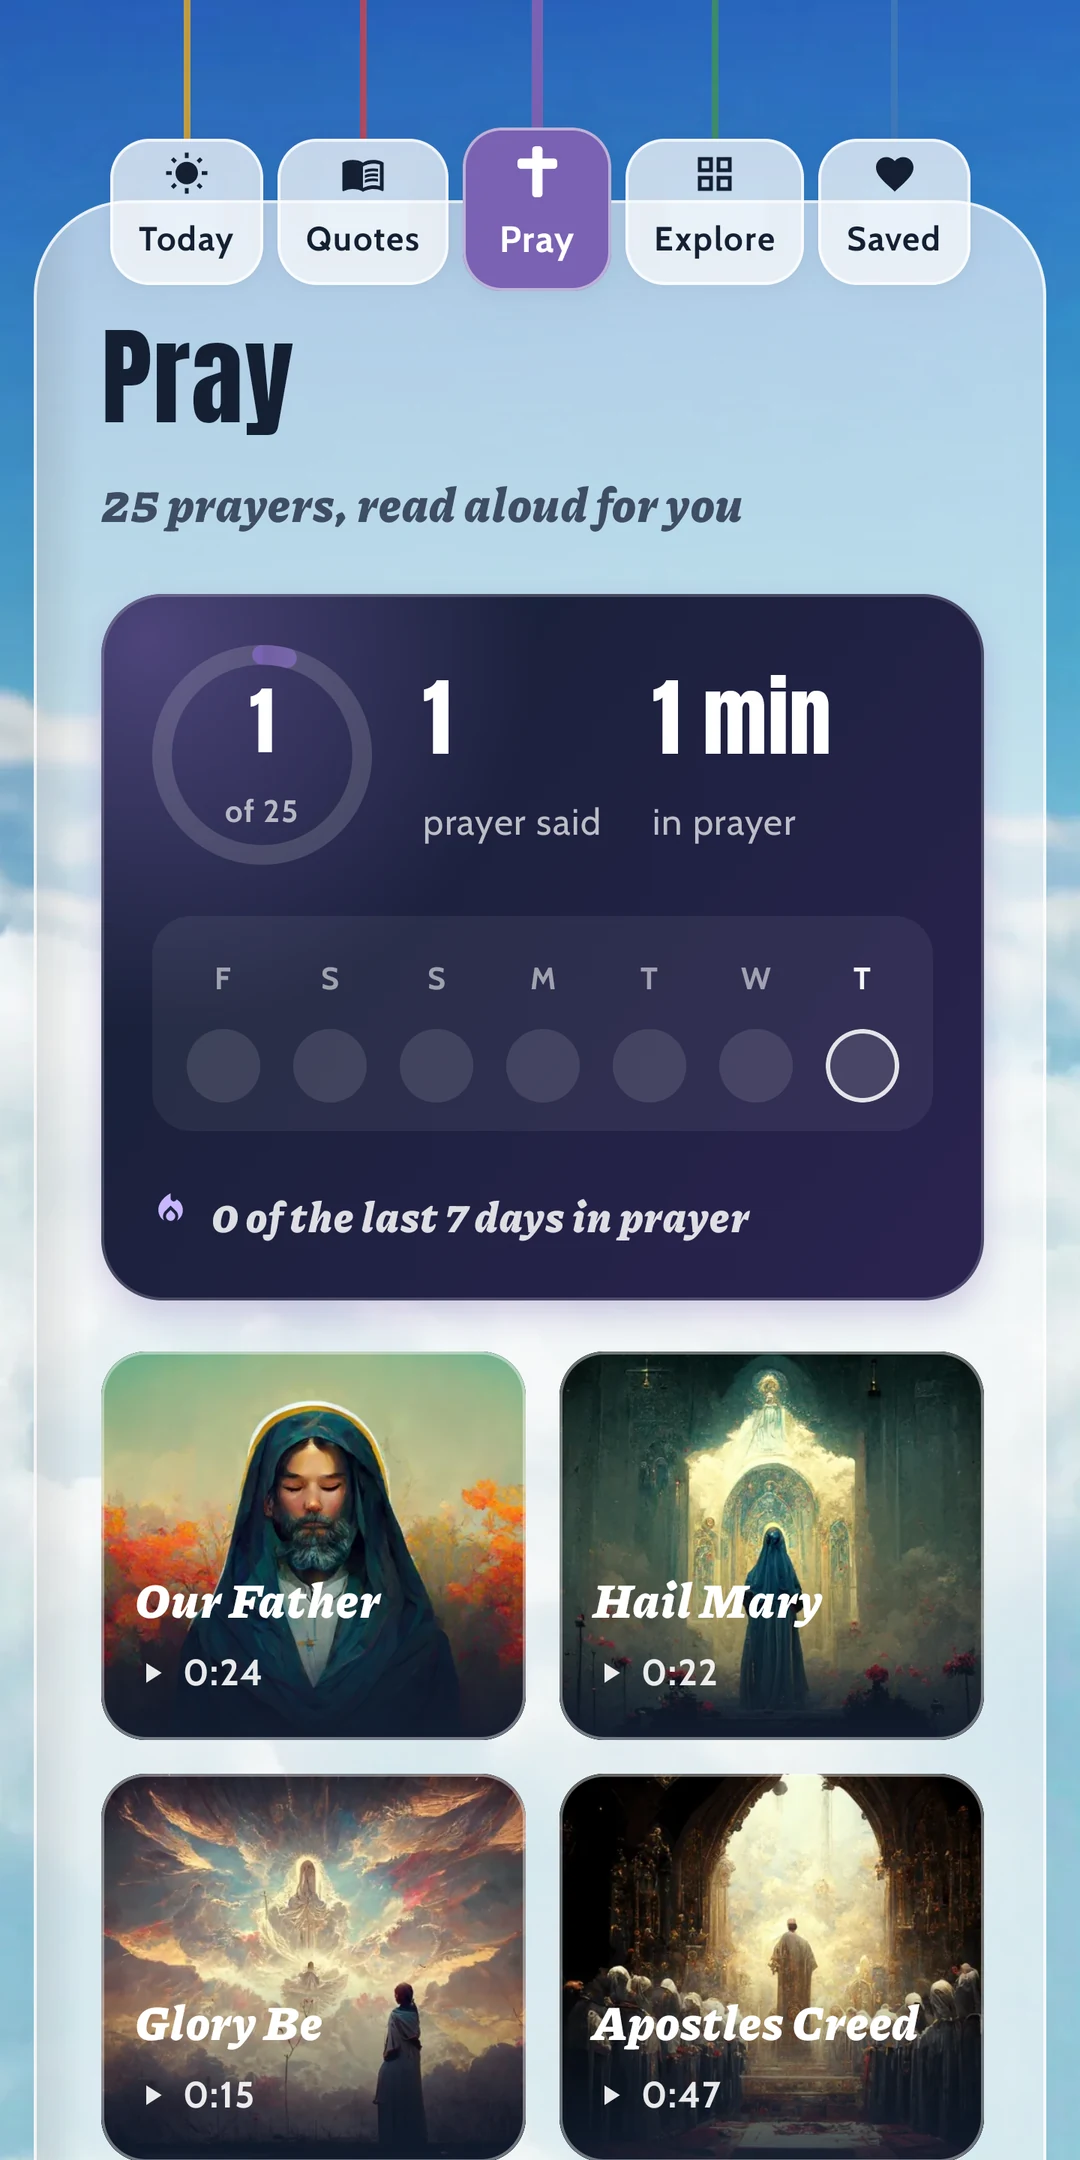 Today Quotes Pray Explore Saved
Pray
25 prayers, read aloud for you
1 1 1 min
of 25 prayer said in prayer
F S S M T W T
0 of the last 7 days in prayer
Our Father Hail Mary
0:24 0:22
Glory Be Apostles Creed
0:15 0:47